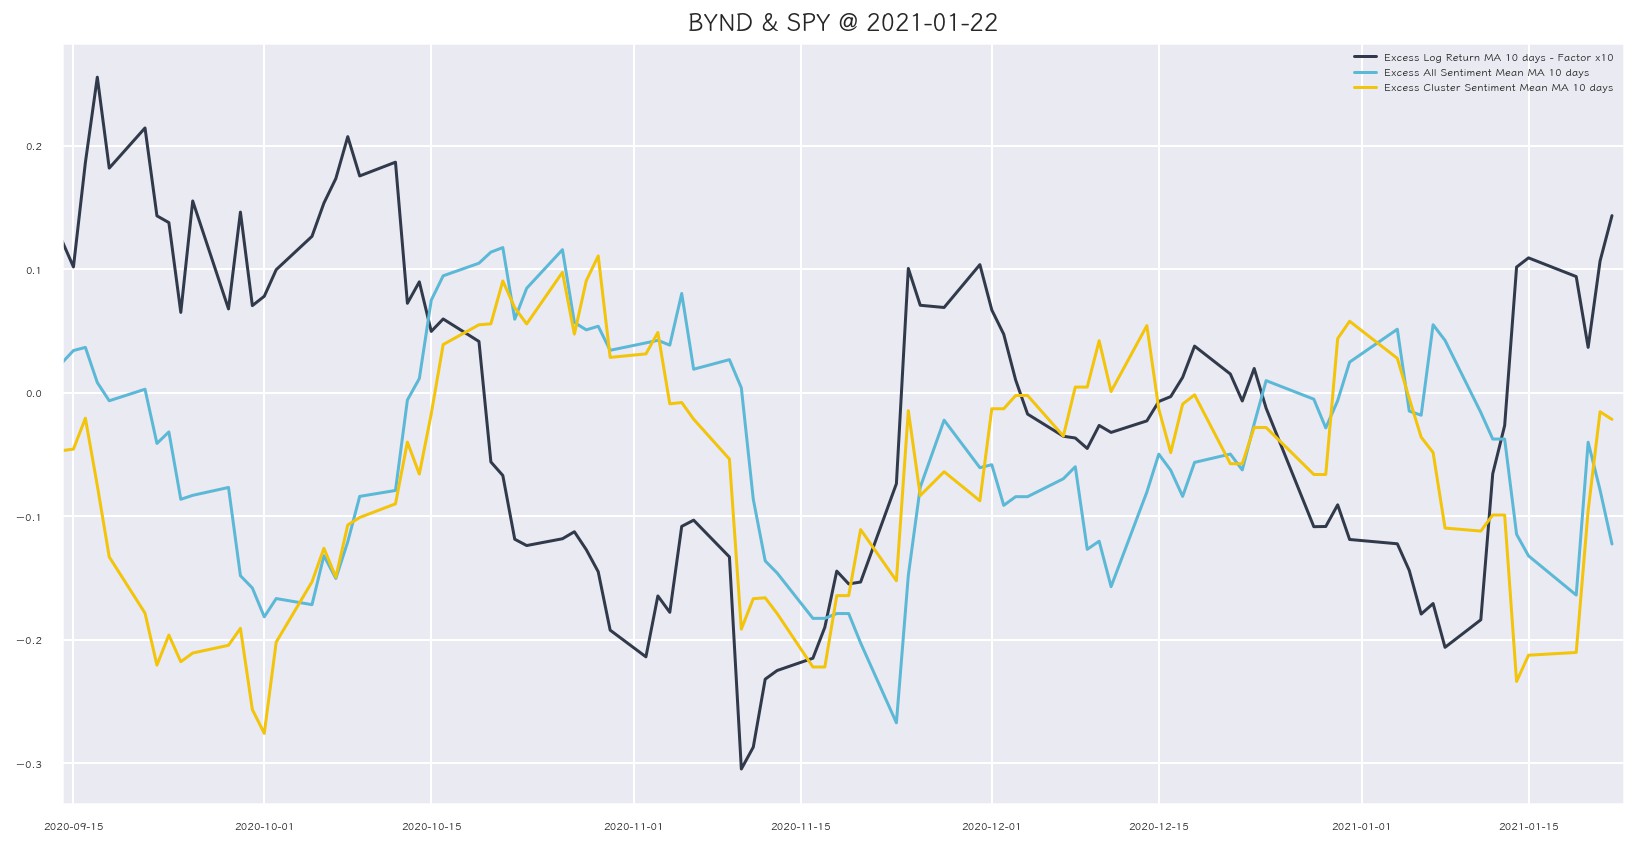 BYND & SPY @ 2021-01-22
Excess Log Return MA 10 days - Factor x10
Excess All Sentiment Mean MA 10 days
Excess Cluster Sentiment Mean MA 10 days
0.2
0.1
0.0
−0.1
−0.2
−0.3
2020-09-15 2020-10-01 2020-10-15 2020-11-01 2020-11-15 2020-12-01 2020-12-15 2021-01-01 2021-01-15